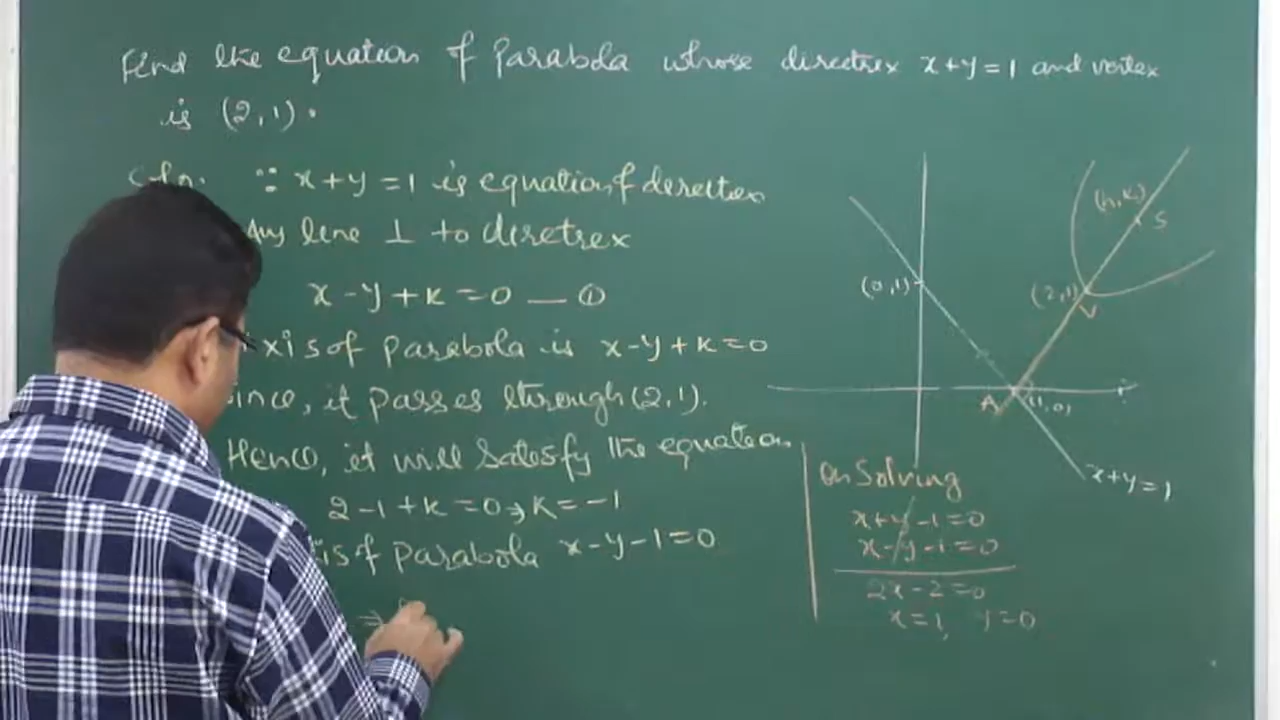 Find the equation of Parabola whose directrex x+y=1 and vertex
is (2,1).
∵ x+y=1 is equation of derectrex
Any line ⊥ to diretrex
x-y+k=0 — ①
xis of parabola is x-y+k=0
ince, it passes through (2,1).
Hence, it will satisfy the equation
2-1+k=0 → k=-1
is of parabola x-y-1=0
⇒
(0,1)
(h,k)
S
(2,1)
V
A
(1,0)
x+y=1
on Solving
x+y-1=0
x-y-1=0
2x-2=0
x=1, y=0